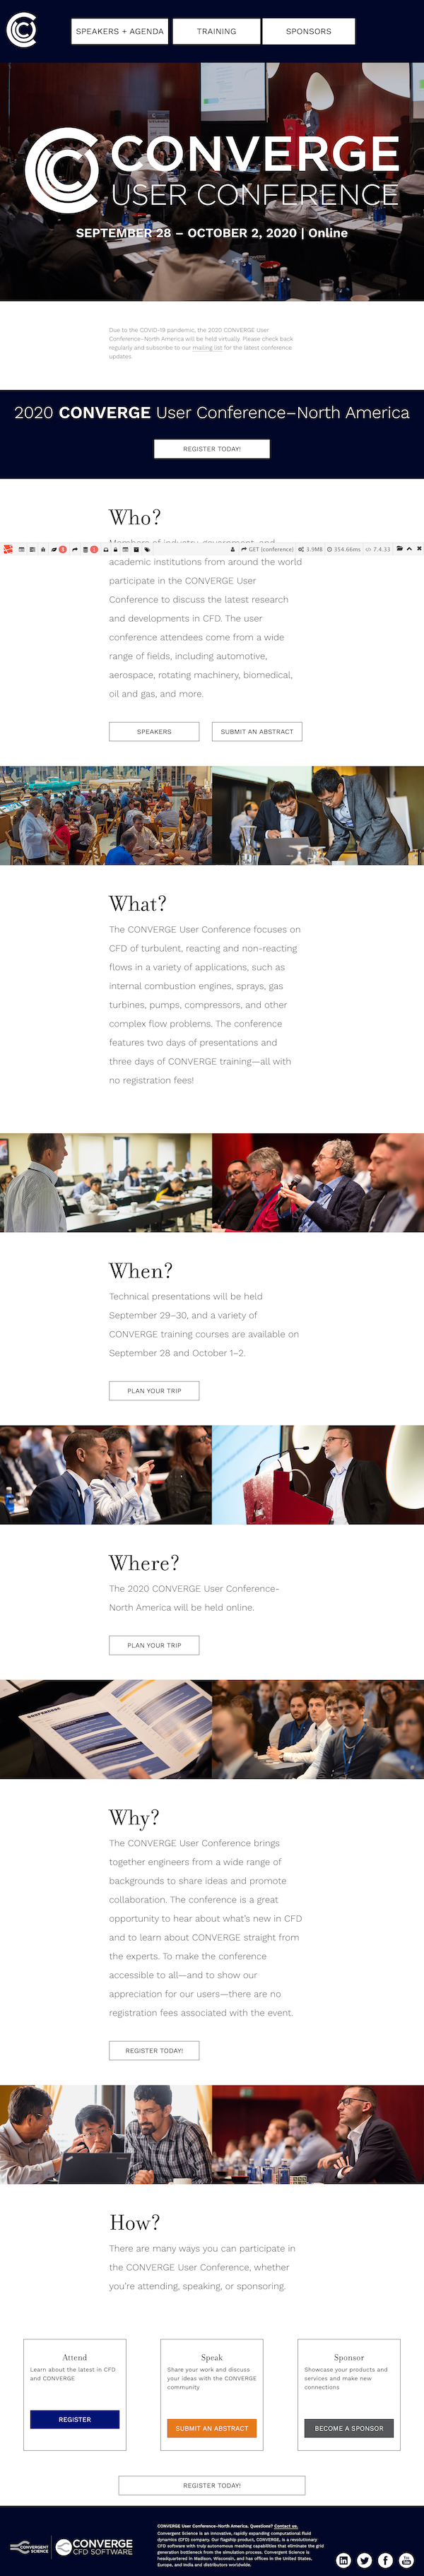 SPEAKERS + AGENDA
TRAINING
SPONSORS
CONVERGE
USER CONFERENCE
SEPTEMBER 28 – OCTOBER 2, 2020 | Online
Due to the COVID-19 pandemic, the 2020 CONVERGE User
Conference–North America will be held virtually. Please check back
regularly and subscribe to our mailing list for the latest conference
updates.
2020 CONVERGE User Conference–North America
REGISTER TODAY!
Who?
Members of industry, government, and
GET (conference) 3.9MB 354.66ms 7.4.33
academic institutions from around the world
participate in the CONVERGE User
Conference to discuss the latest research
and developments in CFD. The user
conference attendees come from a wide
range of fields, including automotive,
aerospace, rotating machinery, biomedical,
oil and gas, and more.
SPEAKERS
SUBMIT AN ABSTRACT
What?
The CONVERGE User Conference focuses on
CFD of turbulent, reacting and non-reacting
flows in a variety of applications, such as
internal combustion engines, sprays, gas
turbines, pumps, compressors, and other
complex flow problems. The conference
features two days of presentations and
three days of CONVERGE training—all with
no registration fees!
When?
Technical presentations will be held
September 29–30, and a variety of
CONVERGE training courses are available on
September 28 and October 1–2.
PLAN YOUR TRIP
Where?
The 2020 CONVERGE User Conference–
North America will be held online.
PLAN YOUR TRIP
CONFERENCE
Why?
The CONVERGE User Conference brings
together engineers from a wide range of
backgrounds to share ideas and promote
collaboration. The conference is a great
opportunity to hear about what's new in CFD
and to learn about CONVERGE straight from
the experts. To make the conference
accessible to all—and to show our
appreciation for our users—there are no
registration fees associated with the event.
REGISTER TODAY!
How?
There are many ways you can participate in
the CONVERGE User Conference, whether
you're attending, speaking, or sponsoring.
Attend
Learn about the latest in CFD
and CONVERGE
REGISTER
Speak
Share your work and discuss
your ideas with the CONVERGE
community
SUBMIT AN ABSTRACT
Sponsor
Showcase your products and
services and make new
connections
BECOME A SPONSOR
REGISTER TODAY!
CONVERGENT
SCIENCE
CONVERGE
CFD SOFTWARE
CONVERGE User Conference–North America. Questions? Contact us.
Convergent Science is an innovative, rapidly expanding computational fluid
dynamics (CFD) company. Our flagship product, CONVERGE, is a revolutionary
CFD software with truly autonomous meshing capabilities that eliminate the grid
generation bottleneck from the simulation process. Convergent Science is
headquartered in Madison, Wisconsin, and has offices in the United States,
Europe, and India and distributors worldwide.